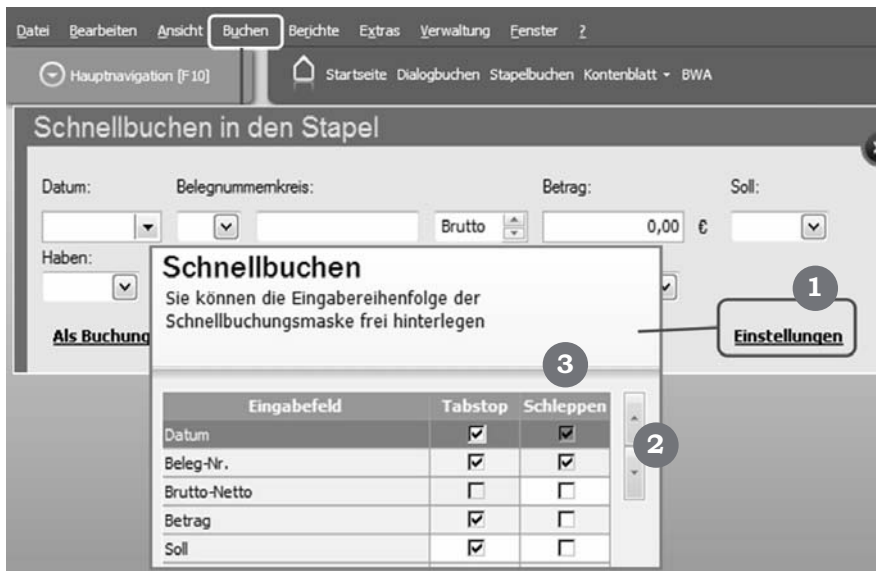 Datei Bearbeiten Ansicht Buchen Berichte Extras Verwaltung Fenster ?
Hauptnavigation [F10] Startseite Dialogbuchen Stapelbuchen Kontenblatt BWA
Schnellbuchen in den Stapel
Datum: Belegnummernkreis: Betrag: Soll:
Brutto 0,00 €
Haben:
Schnellbuchen
Sie können die Eingabereihenfolge der
Schnellbuchungsmaske frei hinterlegen
1
Als Buchung Einstellungen
3
Eingabefeld Tabstop Schleppen
Datum
2
Beleg-Nr.
Brutto-Netto
Betrag
Soll